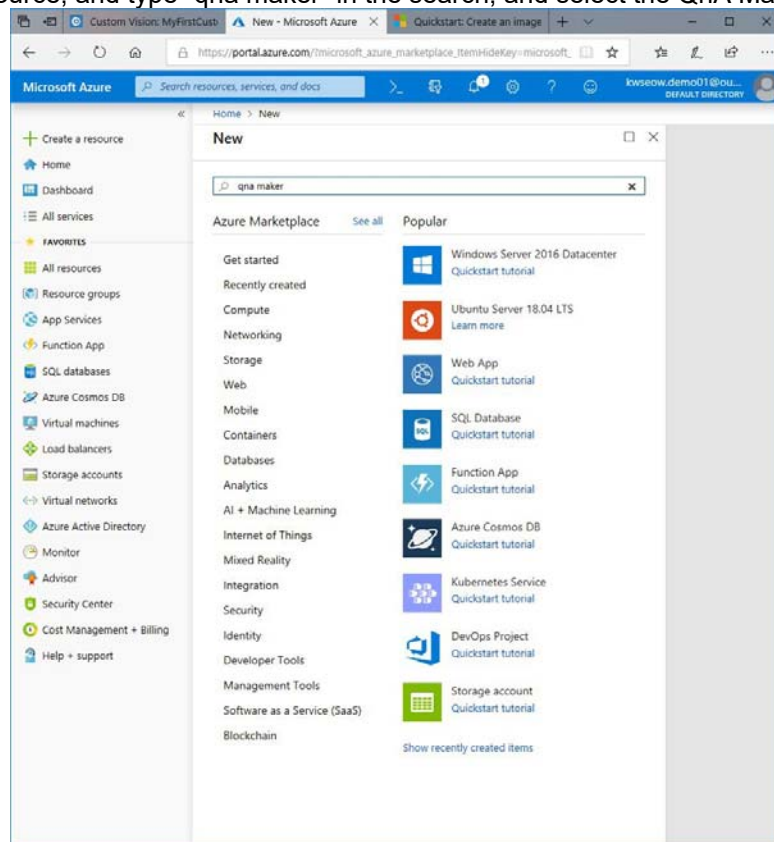 source, and type "qna maker" in the search, and select the QnA Ma
Custom Vision: MyFirstCust
New - Microsoft Azure
Quickstart: Create an image
https://portal.azure.com/?microsoft_azure_marketplace_ItemHideKey=microsoft_
Microsoft Azure
Search resources, services, and docs
kwseow.demo01@ou...
DEFAULT DIRECTORY
Home > New
Create a resource
Home
Dashboard
All services
FAVORITES
All resources
Resource groups
App Services
Function App
SQL databases
Azure Cosmos DB
Virtual machines
Load balancers
Storage accounts
Virtual networks
Azure Active Directory
Monitor
Advisor
Security Center
Cost Management + Billing
Help + support
New
qna maker
Azure Marketplace
See all
Get started
Recently created
Compute
Networking
Storage
Web
Mobile
Containers
Databases
Analytics
AI + Machine Learning
Internet of Things
Mixed Reality
Integration
Security
Identity
Developer Tools
Management Tools
Software as a Service (SaaS)
Blockchain
Popular
Windows Server 2016 Datacenter
Quickstart tutorial
Ubuntu Server 18.04 LTS
Learn more
Web App
Quickstart tutorial
SQL Database
Quickstart tutorial
Function App
Quickstart tutorial
Azure Cosmos DB
Quickstart tutorial
Kubernetes Service
Quickstart tutorial
DevOps Project
Quickstart tutorial
Storage account
Quickstart tutorial
Show recently created items